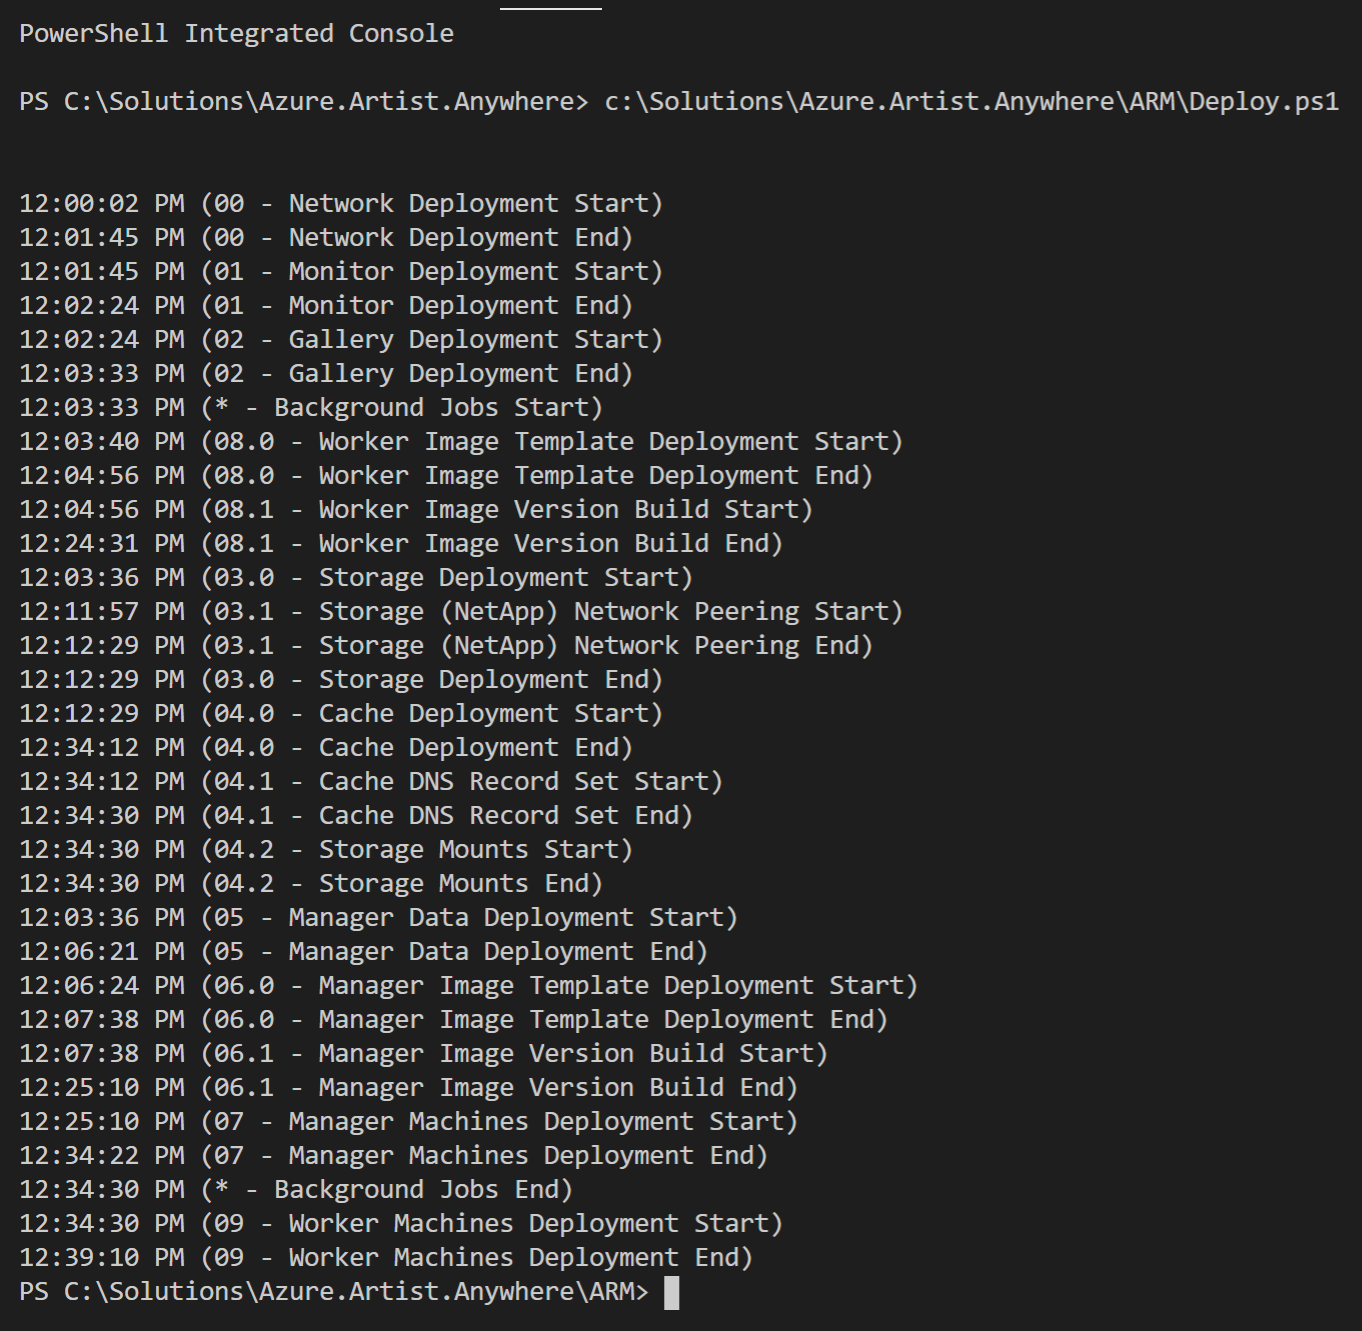 PowerShell Integrated Console
PS C:\Solutions\Azure.Artist.Anywhere> c:\Solutions\Azure.Artist.Anywhere\ARM\Deploy.ps1
12:00:02 PM (00 - Network Deployment Start)
12:01:45 PM (00 - Network Deployment End)
12:01:45 PM (01 - Monitor Deployment Start)
12:02:24 PM (01 - Monitor Deployment End)
12:02:24 PM (02 - Gallery Deployment Start)
12:03:33 PM (02 - Gallery Deployment End)
12:03:33 PM (* - Background Jobs Start)
12:03:40 PM (08.0 - Worker Image Template Deployment Start)
12:04:56 PM (08.0 - Worker Image Template Deployment End)
12:04:56 PM (08.1 - Worker Image Version Build Start)
12:24:31 PM (08.1 - Worker Image Version Build End)
12:03:36 PM (03.0 - Storage Deployment Start)
12:11:57 PM (03.1 - Storage (NetApp) Network Peering Start)
12:12:29 PM (03.1 - Storage (NetApp) Network Peering End)
12:12:29 PM (03.0 - Storage Deployment End)
12:12:29 PM (04.0 - Cache Deployment Start)
12:34:12 PM (04.0 - Cache Deployment End)
12:34:12 PM (04.1 - Cache DNS Record Set Start)
12:34:30 PM (04.1 - Cache DNS Record Set End)
12:34:30 PM (04.2 - Storage Mounts Start)
12:34:30 PM (04.2 - Storage Mounts End)
12:03:36 PM (05 - Manager Data Deployment Start)
12:06:21 PM (05 - Manager Data Deployment End)
12:06:24 PM (06.0 - Manager Image Template Deployment Start)
12:07:38 PM (06.0 - Manager Image Template Deployment End)
12:07:38 PM (06.1 - Manager Image Version Build Start)
12:25:10 PM (06.1 - Manager Image Version Build End)
12:25:10 PM (07 - Manager Machines Deployment Start)
12:34:22 PM (07 - Manager Machines Deployment End)
12:34:30 PM (* - Background Jobs End)
12:34:30 PM (09 - Worker Machines Deployment Start)
12:39:10 PM (09 - Worker Machines Deployment End)
PS C:\Solutions\Azure.Artist.Anywhere\ARM>